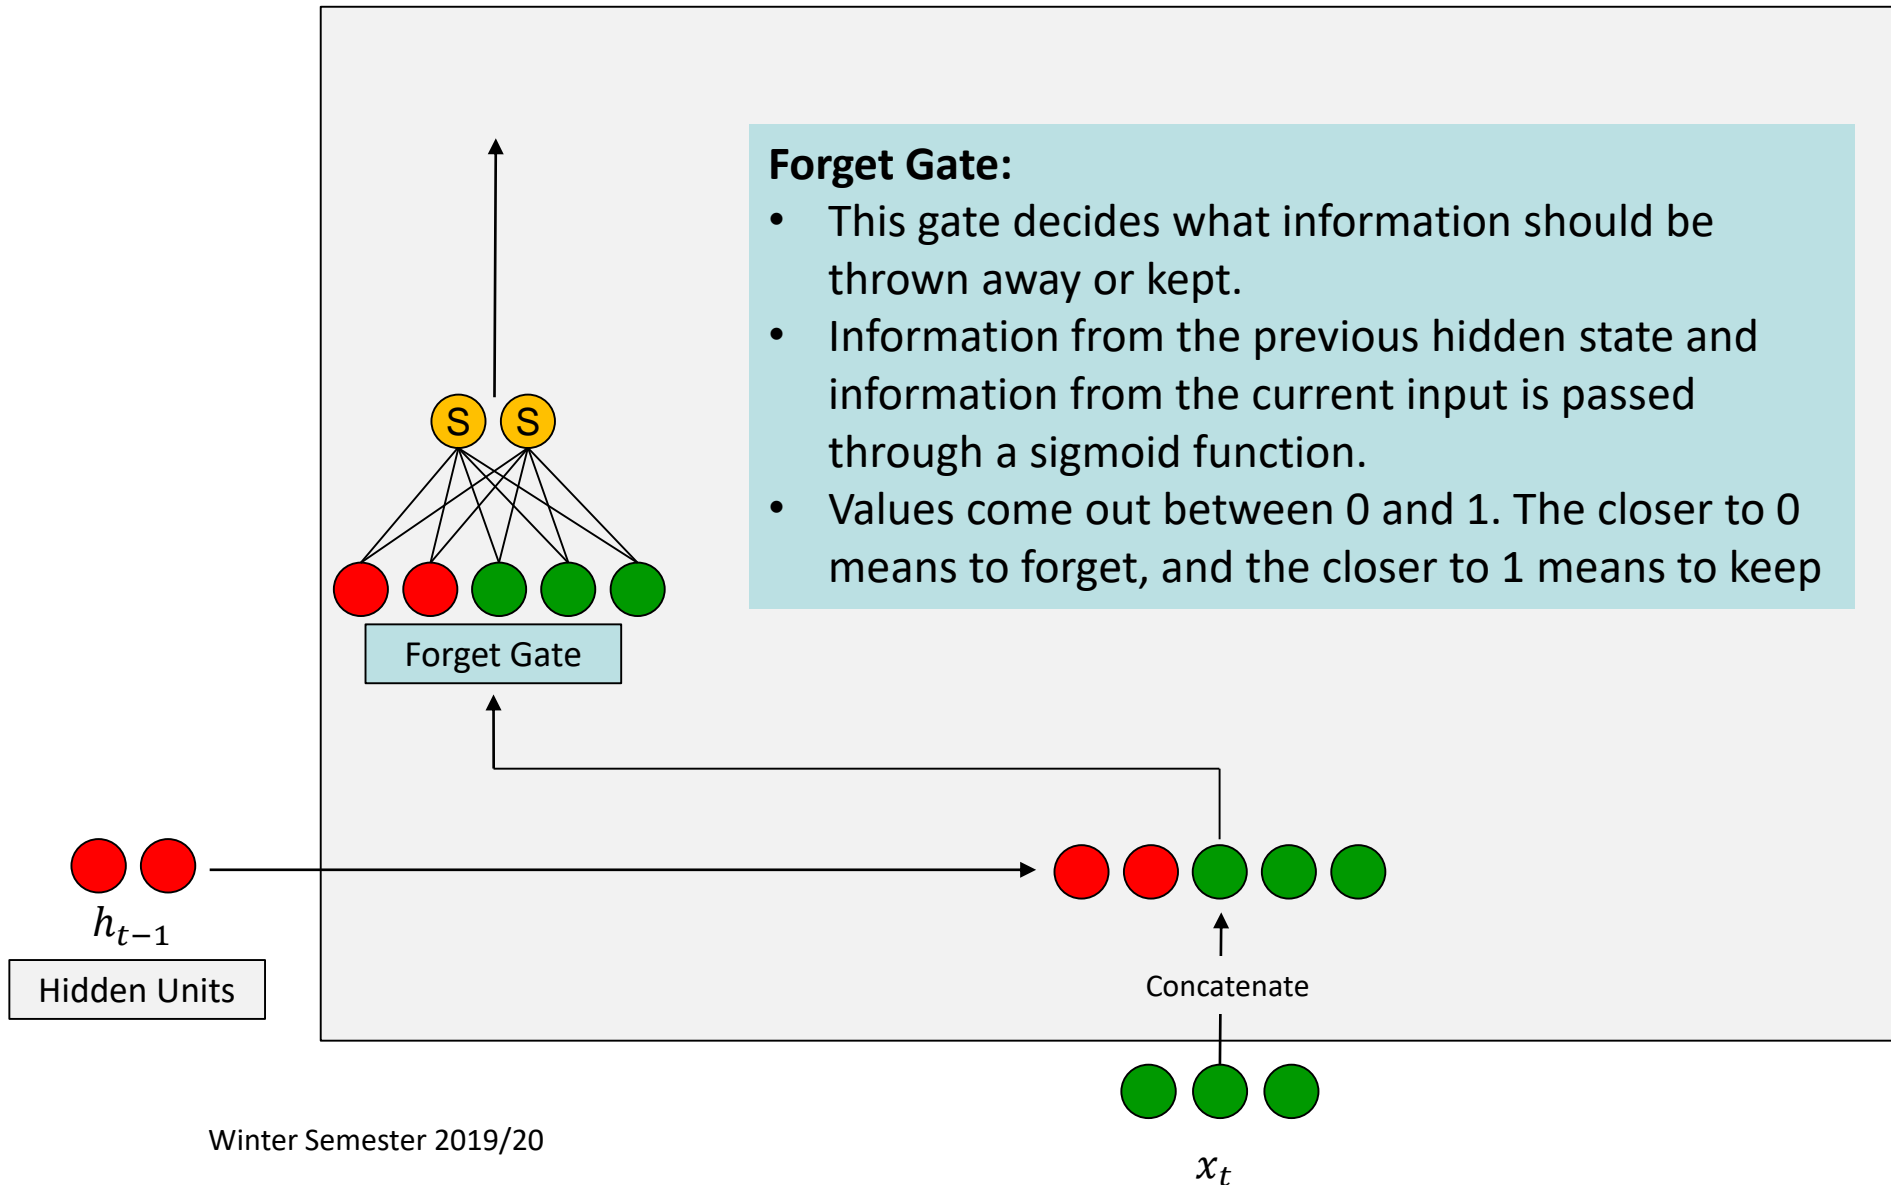 Forget Gate:
• This gate decides what information should be
thrown away or kept.
• Information from the previous hidden state and
information from the current input is passed
through a sigmoid function.
• Values come out between 0 and 1. The closer to 0
means to forget, and the closer to 1 means to keep
S S
Forget Gate
h_{t−1}
Hidden Units
Concatenate
Winter Semester 2019/20
x_t